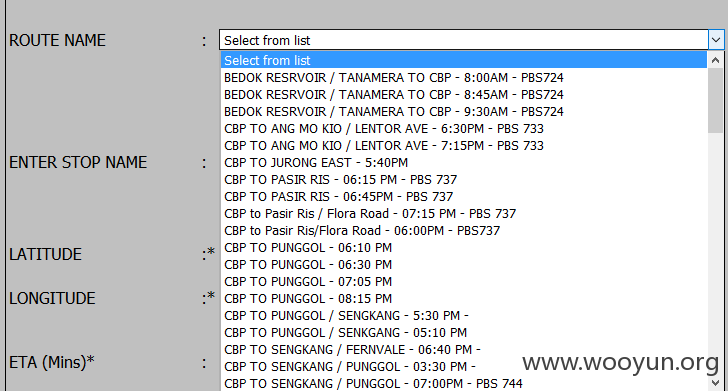 ROUTE NAME : Select from list
Select from list
BEDOK RESRVOIR / TANAMERA TO CBP - 8:00AM - PBS724
BEDOK RESRVOIR / TANAMERA TO CBP - 8:45AM - PBS724
BEDOK RESRVOIR / TANAMERA TO CBP - 9:30AM - PBS724
CBP TO ANG MO KIO / LENTOR AVE - 6:30PM - PBS 733
CBP TO ANG MO KIO / LENTOR AVE - 7:15PM - PBS 733
ENTER STOP NAME : CBP TO JURONG EAST - 5:40PM
CBP TO PASIR RIS - 06:15 PM - PBS 737
CBP TO PASIR RIS - 06:45PM - PBS 737
CBP to Pasir Ris / Flora Road - 07:15 PM - PBS 737
CBP to Pasir Ris/Flora Road - 06:00PM - PBS737
LATITUDE :* CBP TO PUNGGOL - 06:10 PM
CBP TO PUNGGOL - 06:30 PM
CBP TO PUNGGOL - 07:05 PM
LONGITUDE :* CBP TO PUNGGOL - 08:15 PM
CBP TO PUNGGOL / SENGKANG - 5:30 PM -
CBP TO PUNGGOL / SENKGANG - 05:10 PM
CBP TO SENGKANG / FERNVALE - 06:40 PM -
ETA (Mins)* : CBP TO SENGKANG / PUNGGOL - 03:30 PM -
CBP TO SENGKANG / PUNGGOL - 07:00PM - PBS 744
www.wooyun.org